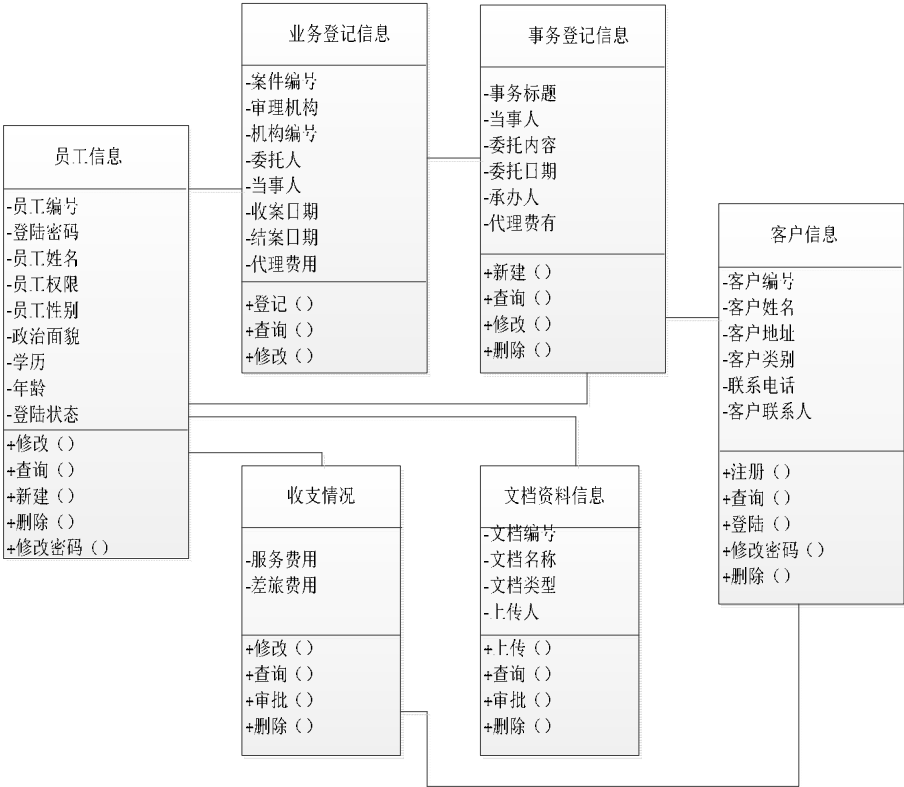 员工信息
-员工编号
-登陆密码
-员工姓名
-员工权限
-员工性别
-政治面貌
-学历
-年龄
-登陆状态
+修改（）
+查询（）
+新建（）
+删除（）
+修改密码（）
业务登记信息
-案件编号
-审理机构
-机构编号
-委托人
-当事人
-收案日期
-结案日期
-代理费用
+登记（）
+查询（）
+修改（）
事务登记信息
-事务标题
-当事人
-委托内容
-委托日期
-承办人
-代理费有
+新建（）
+查询（）
+修改（）
+删除（）
客户信息
-客户编号
-客户姓名
-客户地址
-客户类别
-联系电话
-客户联系人
+注册（）
+查询（）
+登陆（）
+修改密码（）
+删除（）
收支情况
-服务费用
-差旅费用
+修改（）
+查询（）
+审批（）
+删除（）
文档资料信息
-文档编号
-文档名称
-文档类型
-上传人
+上传（）
+查询（）
+审批（）
+删除（）